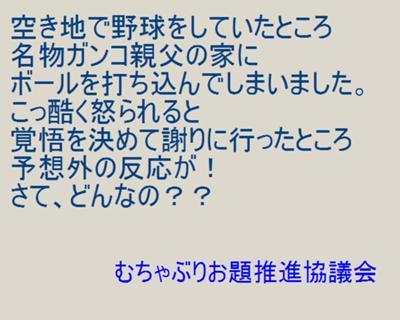 空き地で野球をしていたところ
名物ガンコ親父の家に
ボールを打ち込んでしまいました。
こっ酷く怒られると
覚悟を決めて謝りに行ったところ
予想外の反応が！
さて、どんなの？？
むちゃぶりお題推進協議会